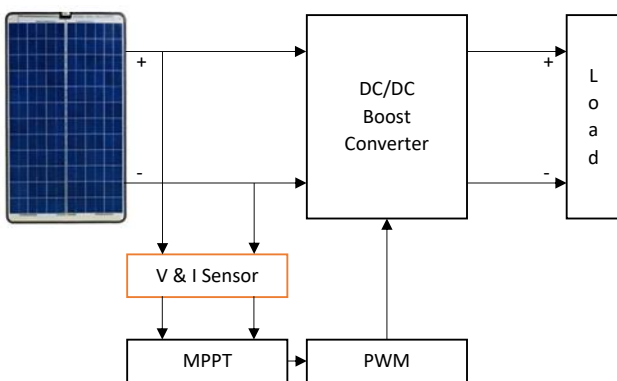 +
-
DC/DC
Boost
Converter
+
-
L
o
a
d
V & I Sensor
MPPT
PWM